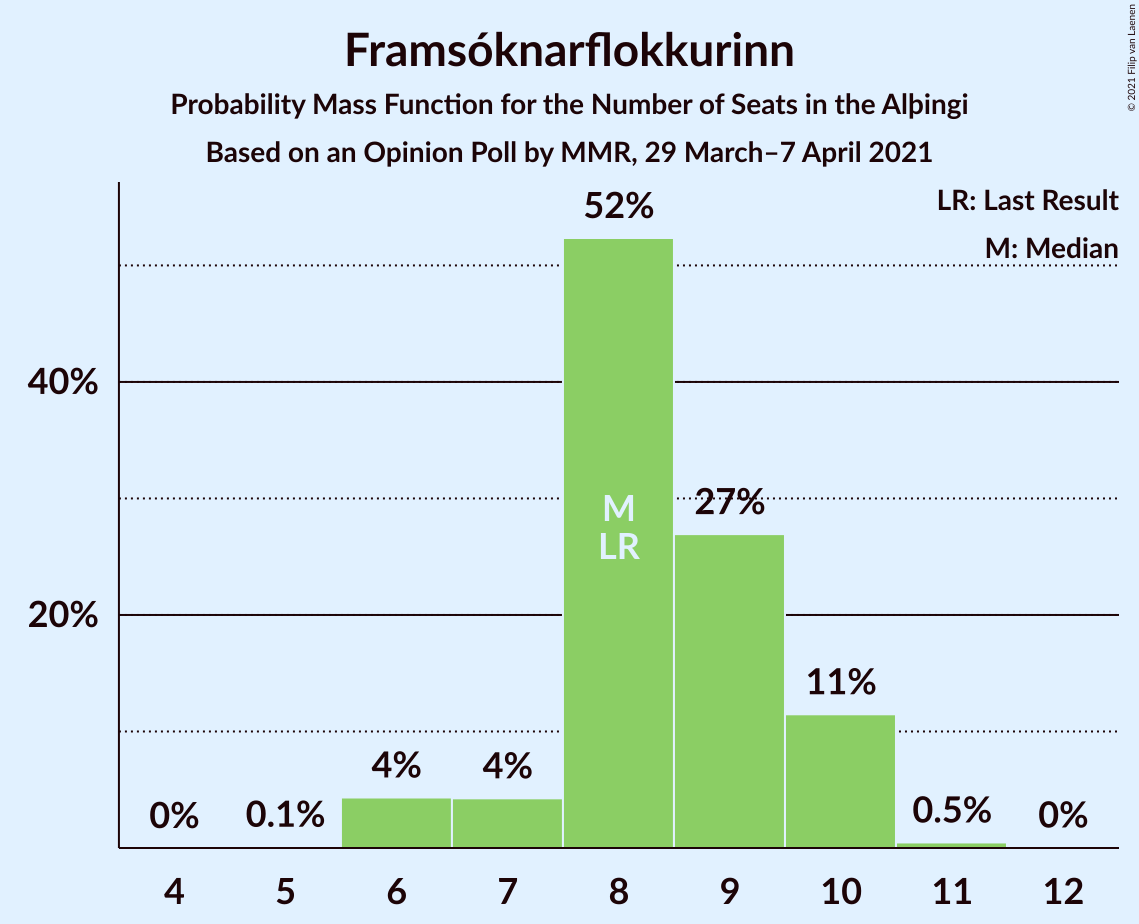 Framsóknarflokkurinn
Probability Mass Function for the Number of Seats in the Alþingi
Based on an Opinion Poll by MMR, 29 March–7 April 2021
© 2021 Filip van Laenen
LR: Last Result
M: Median
52%
40%
M
LR
27%
20%
11%
4%
4%
0%
0.1%
0.5%
0%
4
5
6
7
8
9
10
11
12